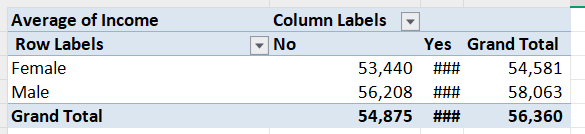 Average of Income Column Labels
Row Labels No Yes Grand Total
Female 53,440 ### 54,581
Male 56,208 ### 58,063
Grand Total 54,875 ### 56,360